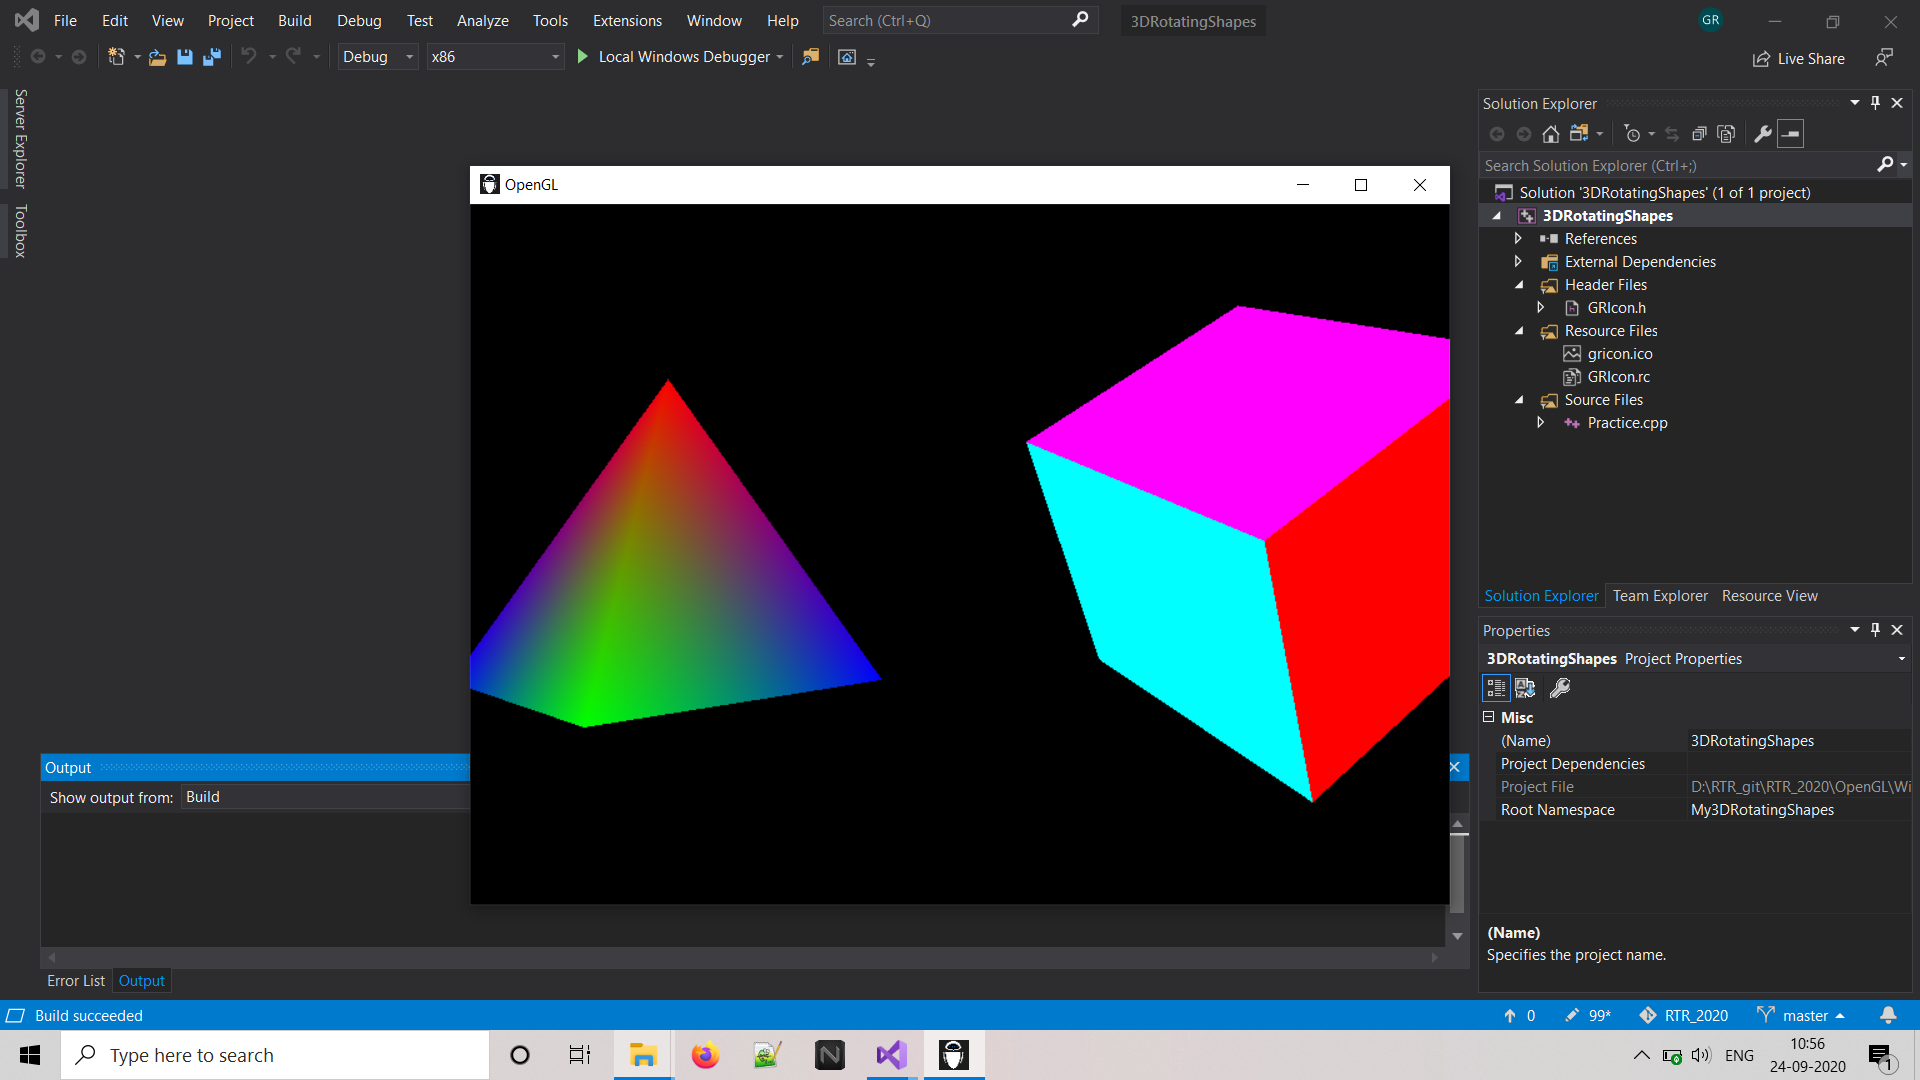 File Edit View Project Build Debug Test Analyze Tools Extensions Window Help Search (Ctrl+Q) 3DRotatingShapes GR
Debug x86 Local Windows Debugger Live Share
Server Explorer
Toolbox
OpenGL
Solution Explorer
Search Solution Explorer (Ctrl+;)
Solution '3DRotatingShapes' (1 of 1 project)
3DRotatingShapes
References
External Dependencies
Header Files
GRIcon.h
Resource Files
gricon.ico
GRIcon.rc
Source Files
Practice.cpp
Solution Explorer Team Explorer Resource View
Properties
3DRotatingShapes Project Properties
Misc
(Name) 3DRotatingShapes
Project Dependencies
Project File D:\RTR_git\RTR_2020\OpenGL\Wi
Root Namespace My3DRotatingShapes
(Name)
Specifies the project name.
Output
Show output from: Build
Error List Output
Build succeeded 0 99* RTR_2020 master
Type here to search ENG 10:56
24-09-2020
1